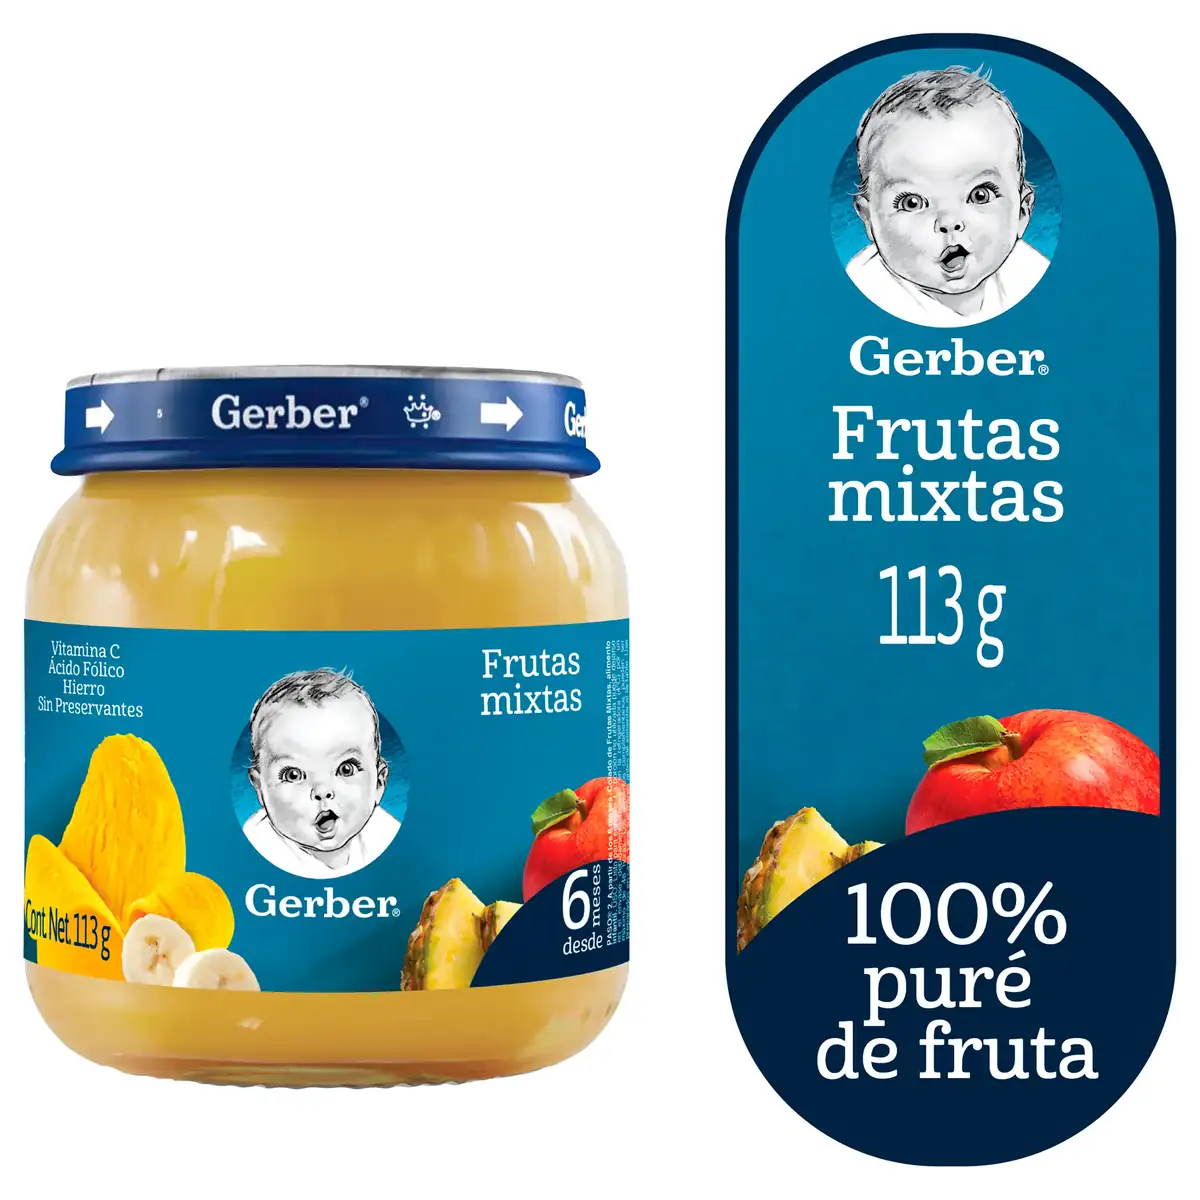 5
Gerber®
Ger
Vitamina C
Ácido Fólico
Hierro
Sin Preservantes
Frutas
mixtas
Gerber®
Cont Net. 113 g
6
meses
desde
Gerber®
Frutas
mixtas
113 g
100%
puré
de fruta